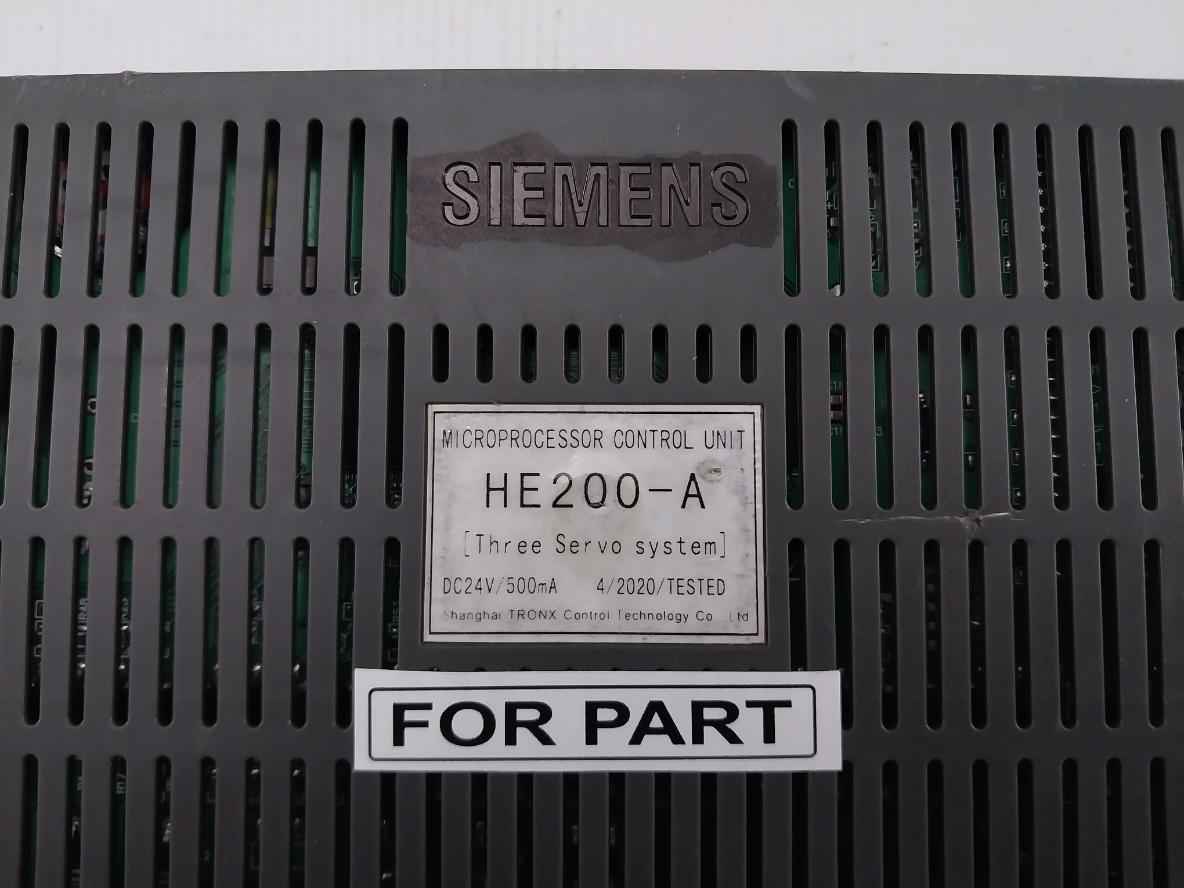 SIEMENS
MICROPROCESSOR CONTROL UNIT
HE200-A
[Three Servo system]
DC24V/500mA 4/2020/TESTED
Shanghai TRONX Control Technology Co Ltd
FOR PART